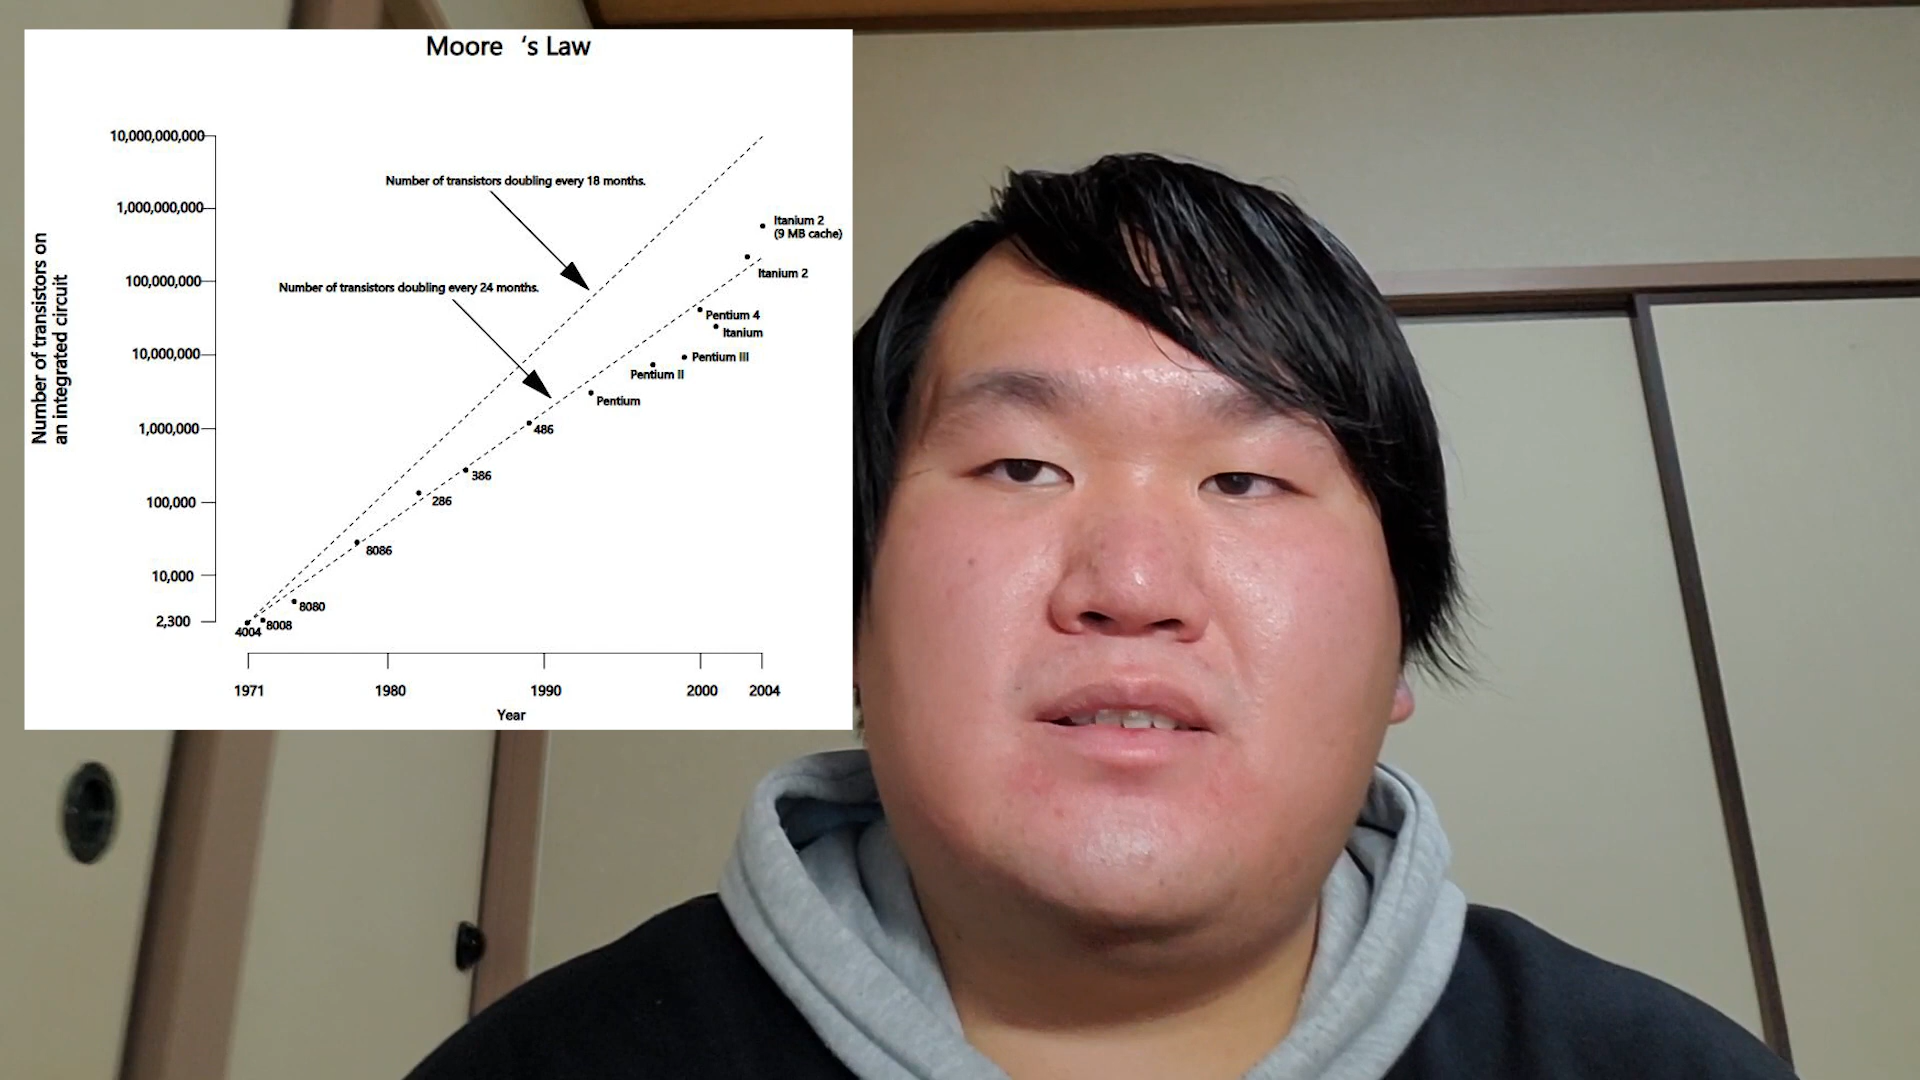 Moore ‘s Law
10,000,000,000
Number of transistors doubling every 18 months.
1,000,000,000
Itanium 2
(9 MB cache)
Number of transistors on
an integrated circuit
Itanium 2
100,000,000
Number of transistors doubling every 24 months.
Pentium 4
Itanium
10,000,000
Pentium III
Pentium II
Pentium
1,000,000
486
386
100,000
286
8086
10,000
8080
2,300
8008
4004
1971
1980
1990
2000
2004
Year